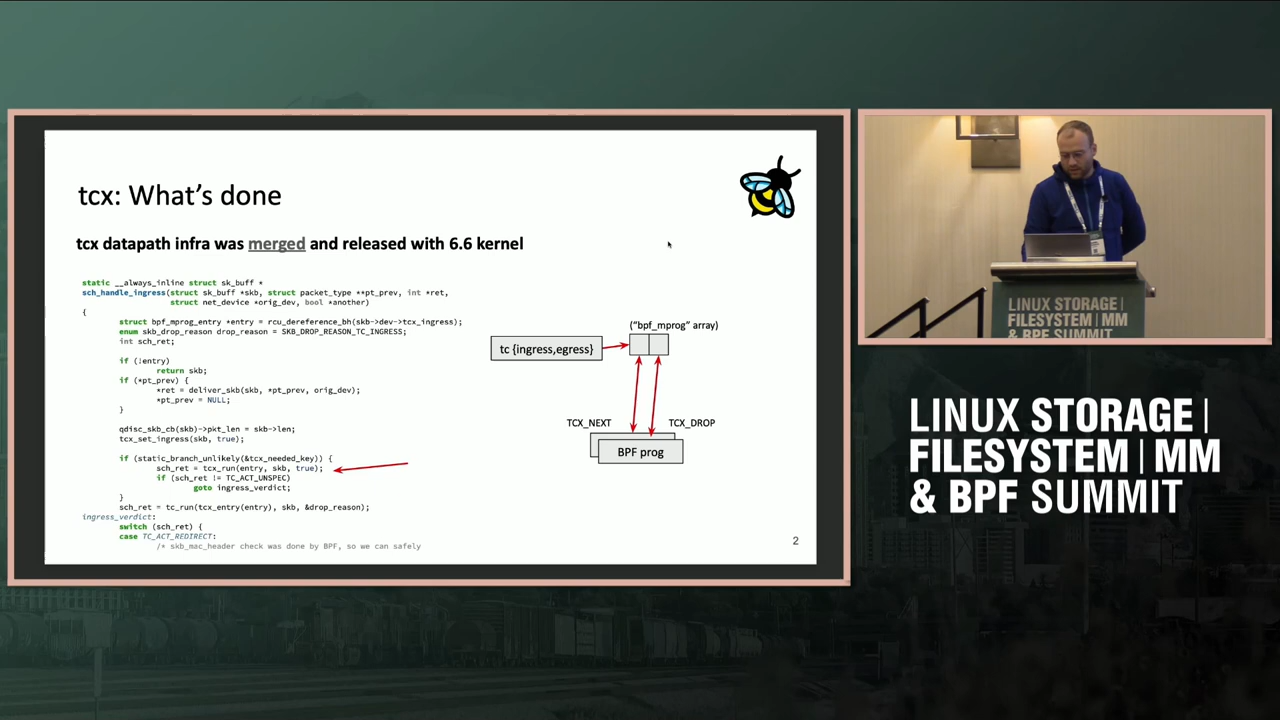 tcx: What's done
tcx datapath infra was merged and released with 6.6 kernel
static __always_inline struct sk_buff *
sch_handle_ingress(struct sk_buff *skb, struct packet_type **pt_prev, int *ret,
struct net_device *orig_dev, bool *another)
{
struct bpf_mprog_entry *entry = rcu_dereference_bh(skb->dev->tcx_ingress);
enum skb_drop_reason drop_reason = SKB_DROP_REASON_TC_INGRESS;
int sch_ret;
if (!entry)
return skb;
if (*pt_prev) {
*ret = deliver_skb(skb, *pt_prev, orig_dev);
*pt_prev = NULL;
}
qdisc_skb_cb(skb)->pkt_len = skb->len;
tcx_set_ingress(skb, true);
if (static_branch_unlikely(&tcx_needed_key)) {
sch_ret = tcx_run(entry, skb, true);
if (sch_ret != TC_ACT_UNSPEC)
goto ingress_verdict;
}
sch_ret = tc_run(tcx_entry(entry), skb, &drop_reason);
ingress_verdict:
switch (sch_ret) {
case TC_ACT_REDIRECT:
/* skb_mac_header check was done by BPF, so we can safely
("bpf_mprog" array)
tc {ingress,egress}
TCX_NEXT
TCX_DROP
BPF prog
2
LINUX STORAGE |
FILESYSTEM | MM
& BPF SUMMIT
LINUX STORAGE |
FILESYSTEM | MM
& BPF SUMMIT